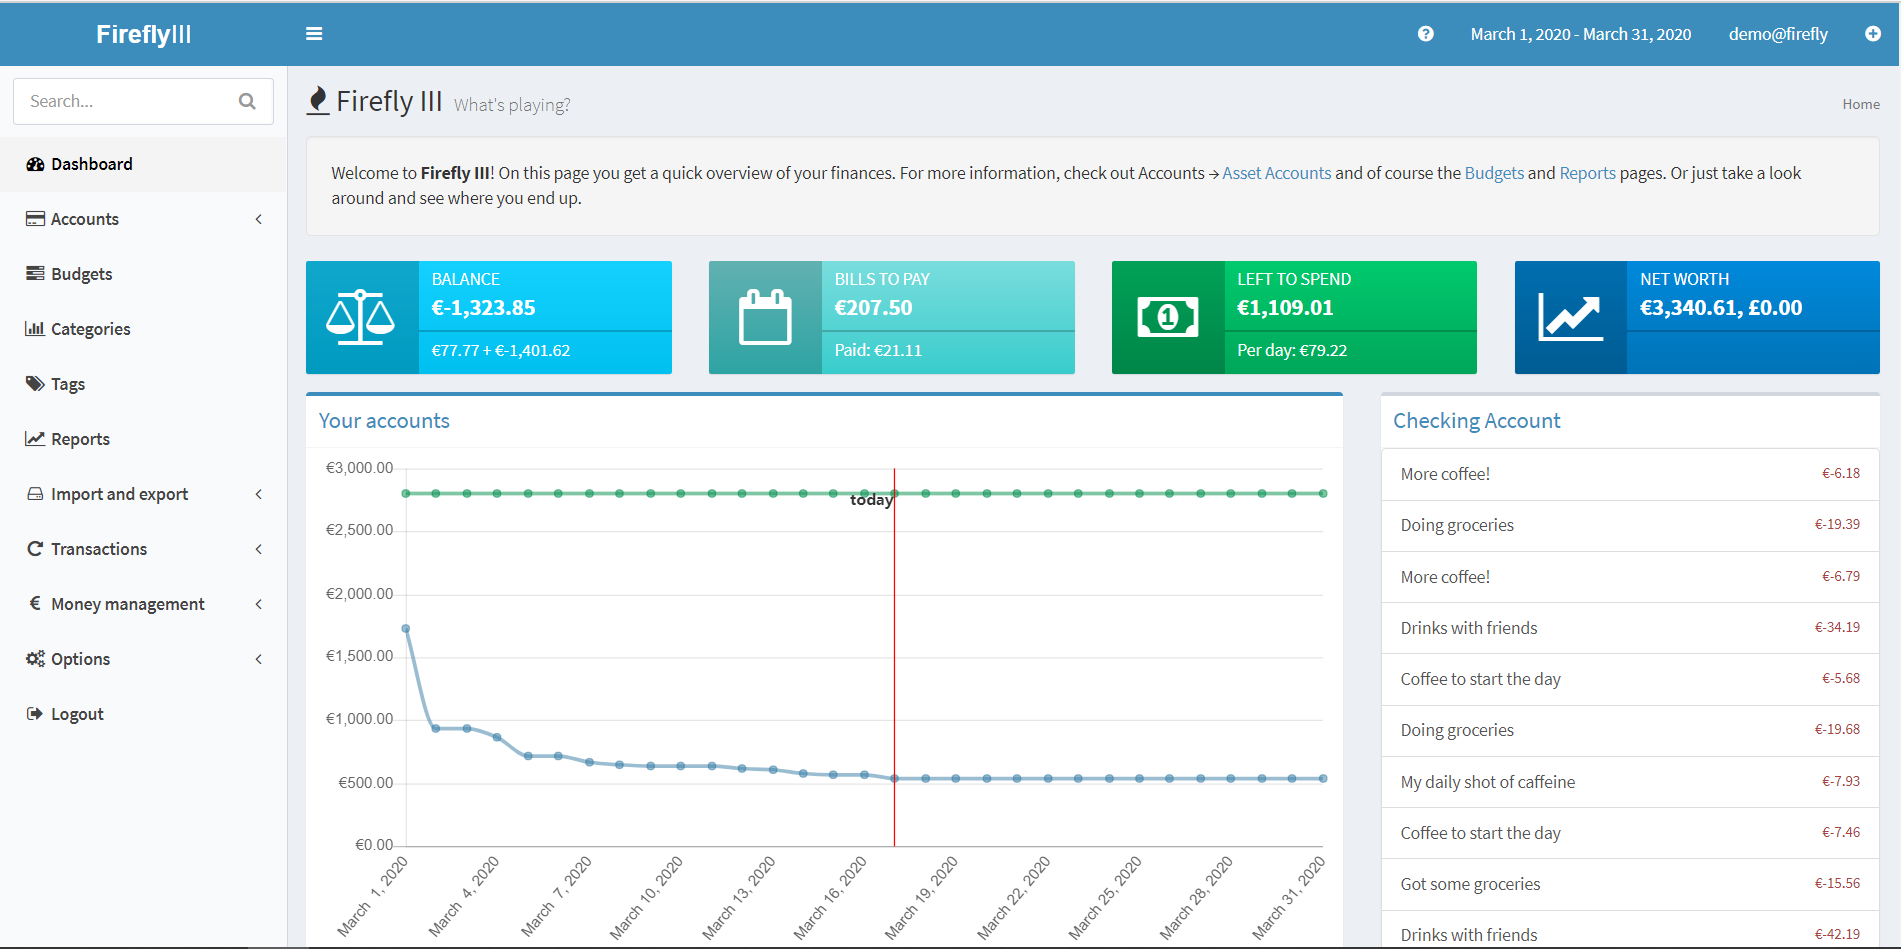 FireflyIII
March 1, 2020 - March 31, 2020
demo@firefly
Search...
Dashboard
Accounts
Budgets
Categories
Tags
Reports
Import and export
Transactions
€ Money management
Options
Logout
Firefly III What's playing?
Home
Welcome to Firefly III! On this page you get a quick overview of your finances. For more information, check out Accounts → Asset Accounts and of course the Budgets and Reports pages. Or just take a look
around and see where you end up.
BALANCE
€-1,323.85
€77.77 + €-1,401.62
BILLS TO PAY
€207.50
Paid: €21.11
LEFT TO SPEND
€1,109.01
Per day: €79.22
NET WORTH
€3,340.61, £0.00
Your accounts
€3,000.00
€2,500.00
€2,000.00
€1,500.00
€1,000.00
€500.00
€0.00
today
March 1, 2020
March 4, 2020
March 7, 2020
March 10, 2020
March 13, 2020
March 16, 2020
March 19, 2020
March 22, 2020
March 25, 2020
March 28, 2020
March 31, 2020
Checking Account
More coffee! €-6.18
Doing groceries €-19.39
More coffee! €-6.79
Drinks with friends €-34.19
Coffee to start the day €-5.68
Doing groceries €-19.68
My daily shot of caffeine €-7.93
Coffee to start the day €-7.46
Got some groceries €-15.56
Drinks with friends €-42.19